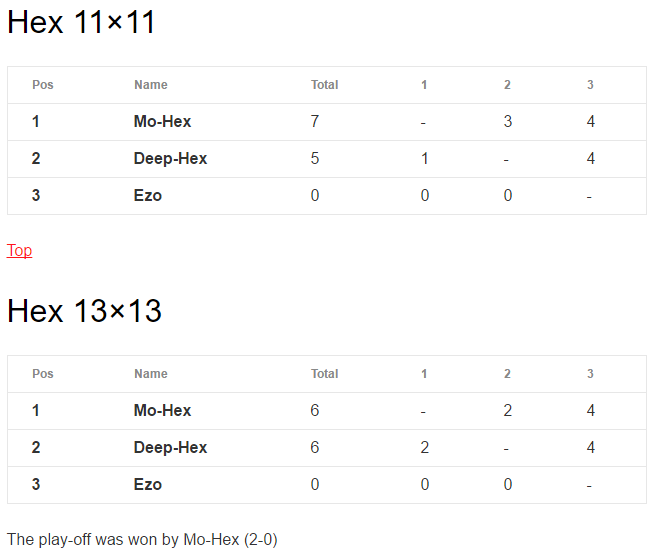 Hex 11×11
Pos Name Total 1 2 3
1 Mo-Hex 7 - 3 4
2 Deep-Hex 5 1 - 4
3 Ezo 0 0 0 -
Top
Hex 13×13
Pos Name Total 1 2 3
1 Mo-Hex 6 - 2 4
2 Deep-Hex 6 2 - 4
3 Ezo 0 0 0 -
The play-off was won by Mo-Hex (2-0)